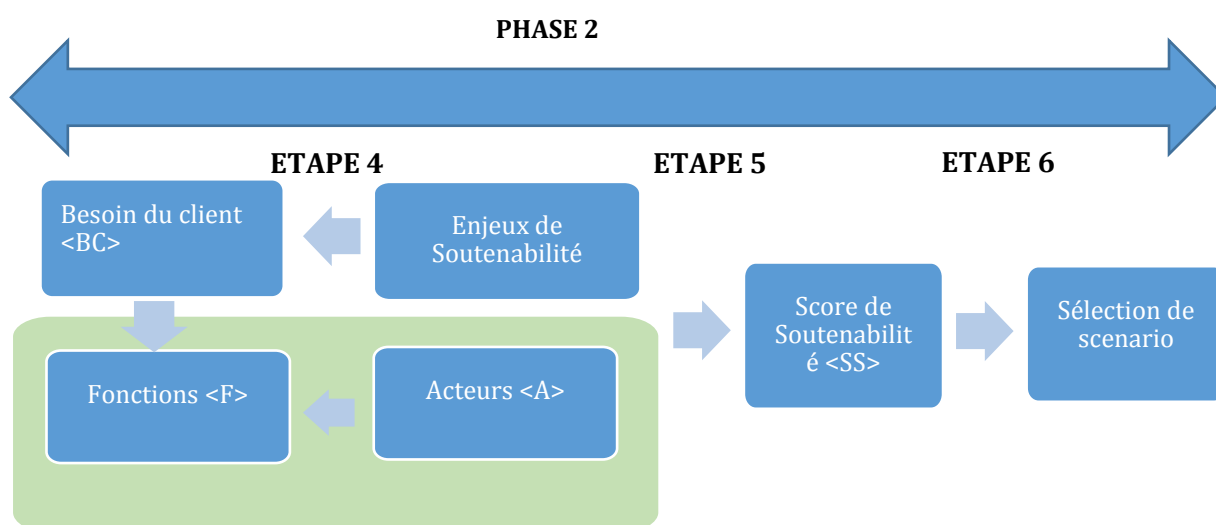 PHASE 2
ETAPE 4
ETAPE 5
ETAPE 6
Besoin du client
<BC>
Enjeux de
Soutenabilité
Fonctions <F>
Acteurs <A>
Score de
Soutenabilit
é <SS>
Sélection de
scenario